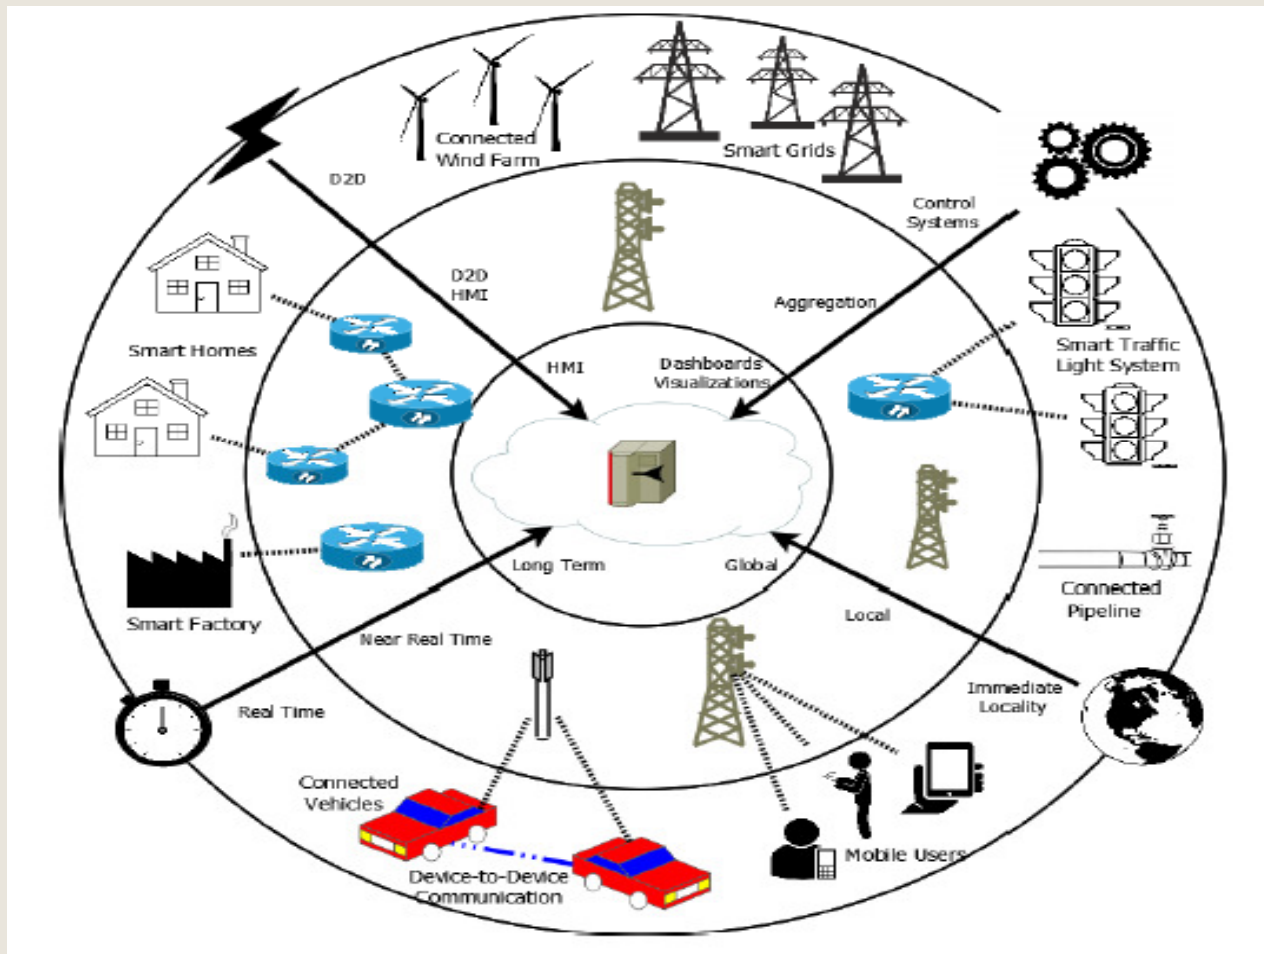 Connected
Wind Farm
Smart Grids
D2D
Control
Systems
D2D
HMI
Aggregation
Smart Homes
HMI
Dashboards
Visualizations
Smart Traffic
Light System
Long Term
Global
Connected
Pipeline
Smart Factory
Near Real Time
Local
Real Time
Immediate
Locality
Connected
Vehicles
Mobile Users
Device-to-Device
Communication